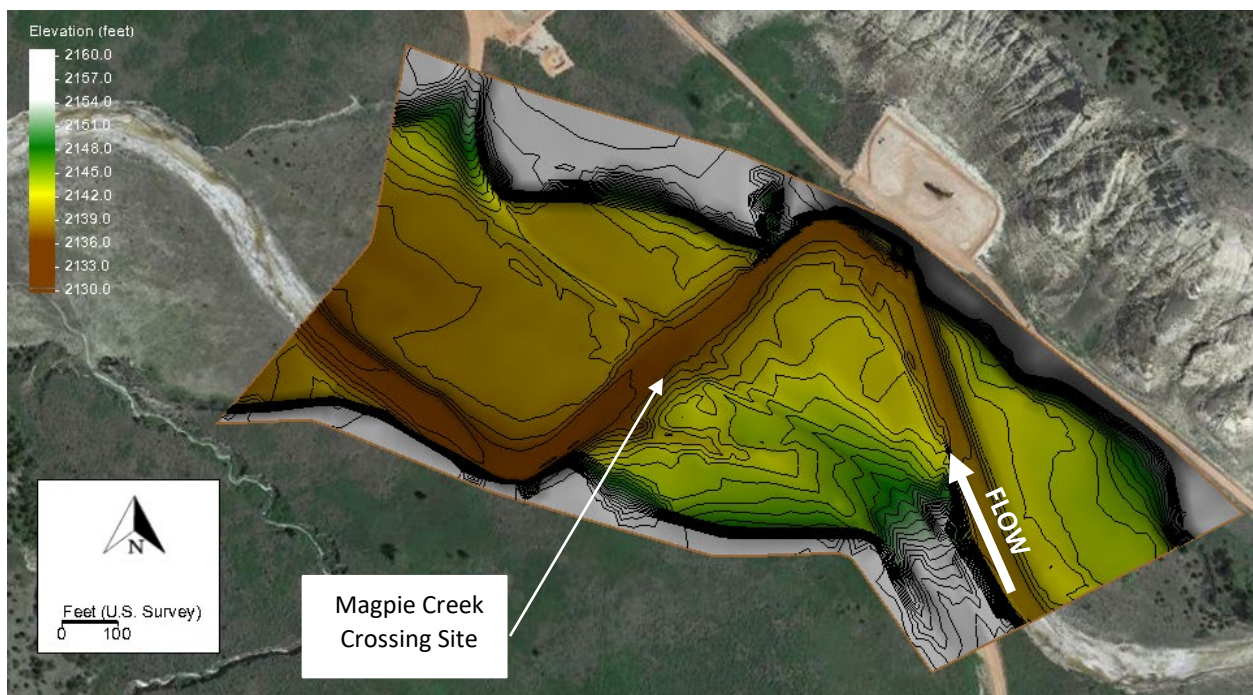 Elevation (feet)
2160.0
2157.0
2154.0
2151.0
2148.0
2145.0
2142.0
2139.0
2136.0
2133.0
2130.0
FLOW
N
Feet (U.S. Survey)
0 100
Magpie Creek
Crossing Site